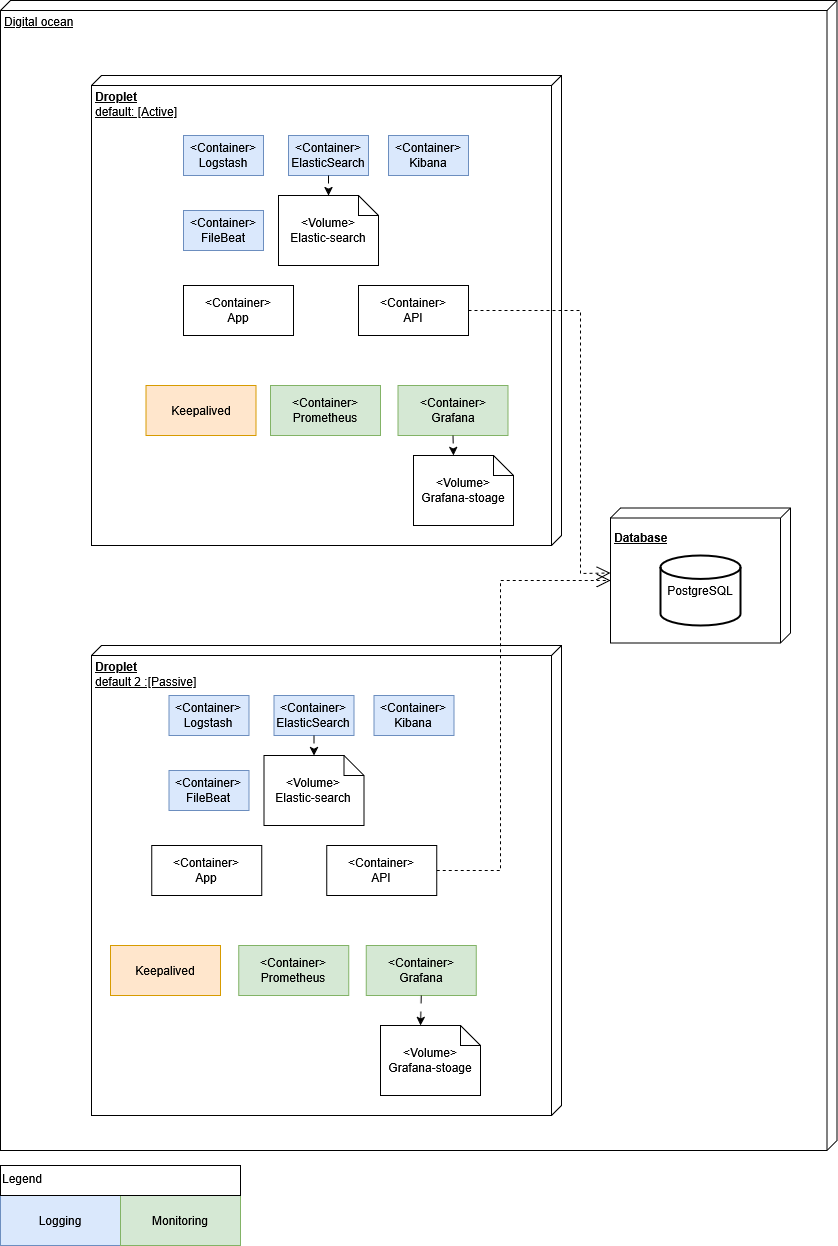 Digital ocean
Droplet
default: [Active]
<Container>
Logstash
<Container>
ElasticSearch
<Container>
Kibana
<Container>
FileBeat
<Volume>
Elastic-search
<Container>
App
<Container>
API
Keepalived
<Container>
Prometheus
<Container>
Grafana
<Volume>
Grafana-stoage
Database
PostgreSQL
Droplet
default 2 :[Passive]
<Container>
Logstash
<Container>
ElasticSearch
<Container>
Kibana
<Container>
FileBeat
<Volume>
Elastic-search
<Container>
App
<Container>
API
Keepalived
<Container>
Prometheus
<Container>
Grafana
<Volume>
Grafana-stoage
Legend
Logging
Monitoring